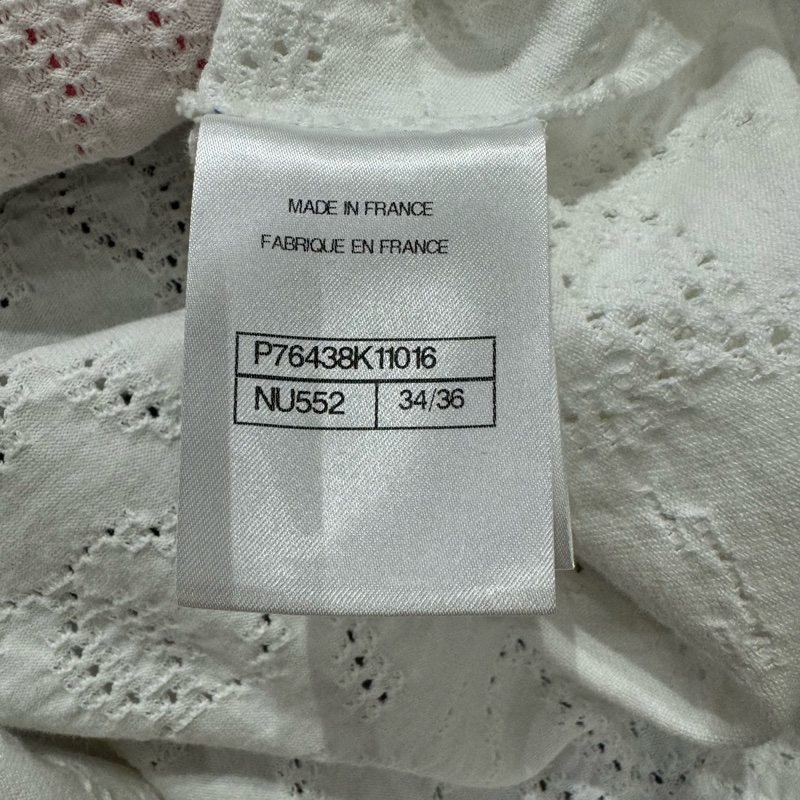 MADE IN FRANCE
FABRIQUE EN FRANCE
P76438K11016
NU552 34/36